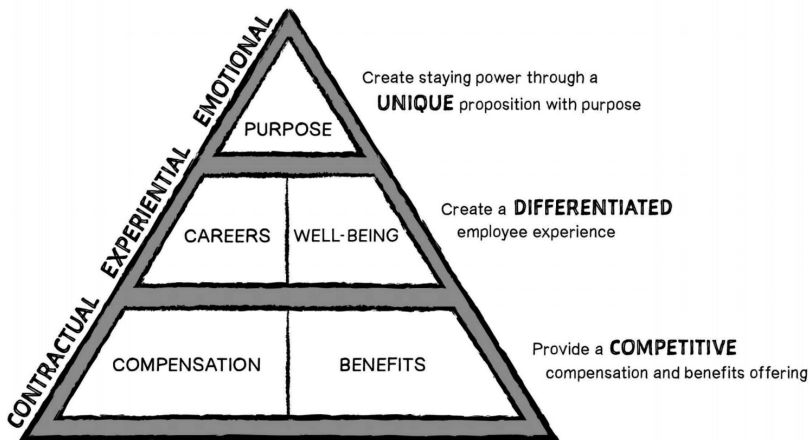 EMOTIONAL
Create staying power through a
UNIQUE proposition with purpose
PURPOSE
EXPERIENTIAL
CAREERS
WELL-BEING
Create a DIFFERENTIATED
employee experience
CONTRACTUAL
COMPENSATION
BENEFITS
Provide a COMPETITIVE
compensation and benefits offering